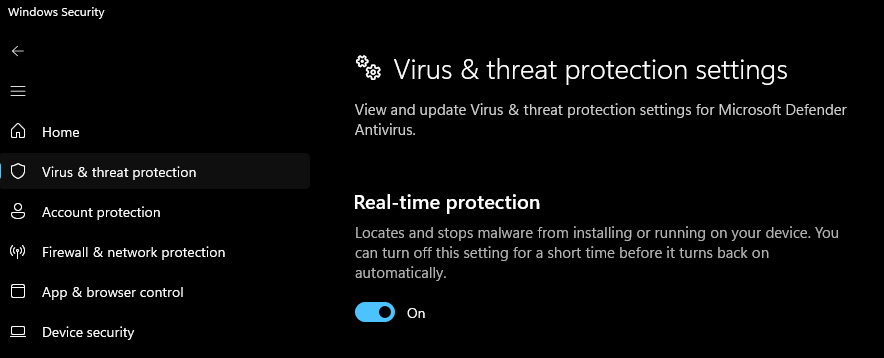 Windows Security
Virus & threat protection settings
View and update Virus & threat protection settings for Microsoft Defender
Antivirus.
Home
Virus & threat protection
Account protection
Firewall & network protection
App & browser control
Device security
Real-time protection
Locates and stops malware from installing or running on your device. You
can turn off this setting for a short time before it turns back on
automatically.
On